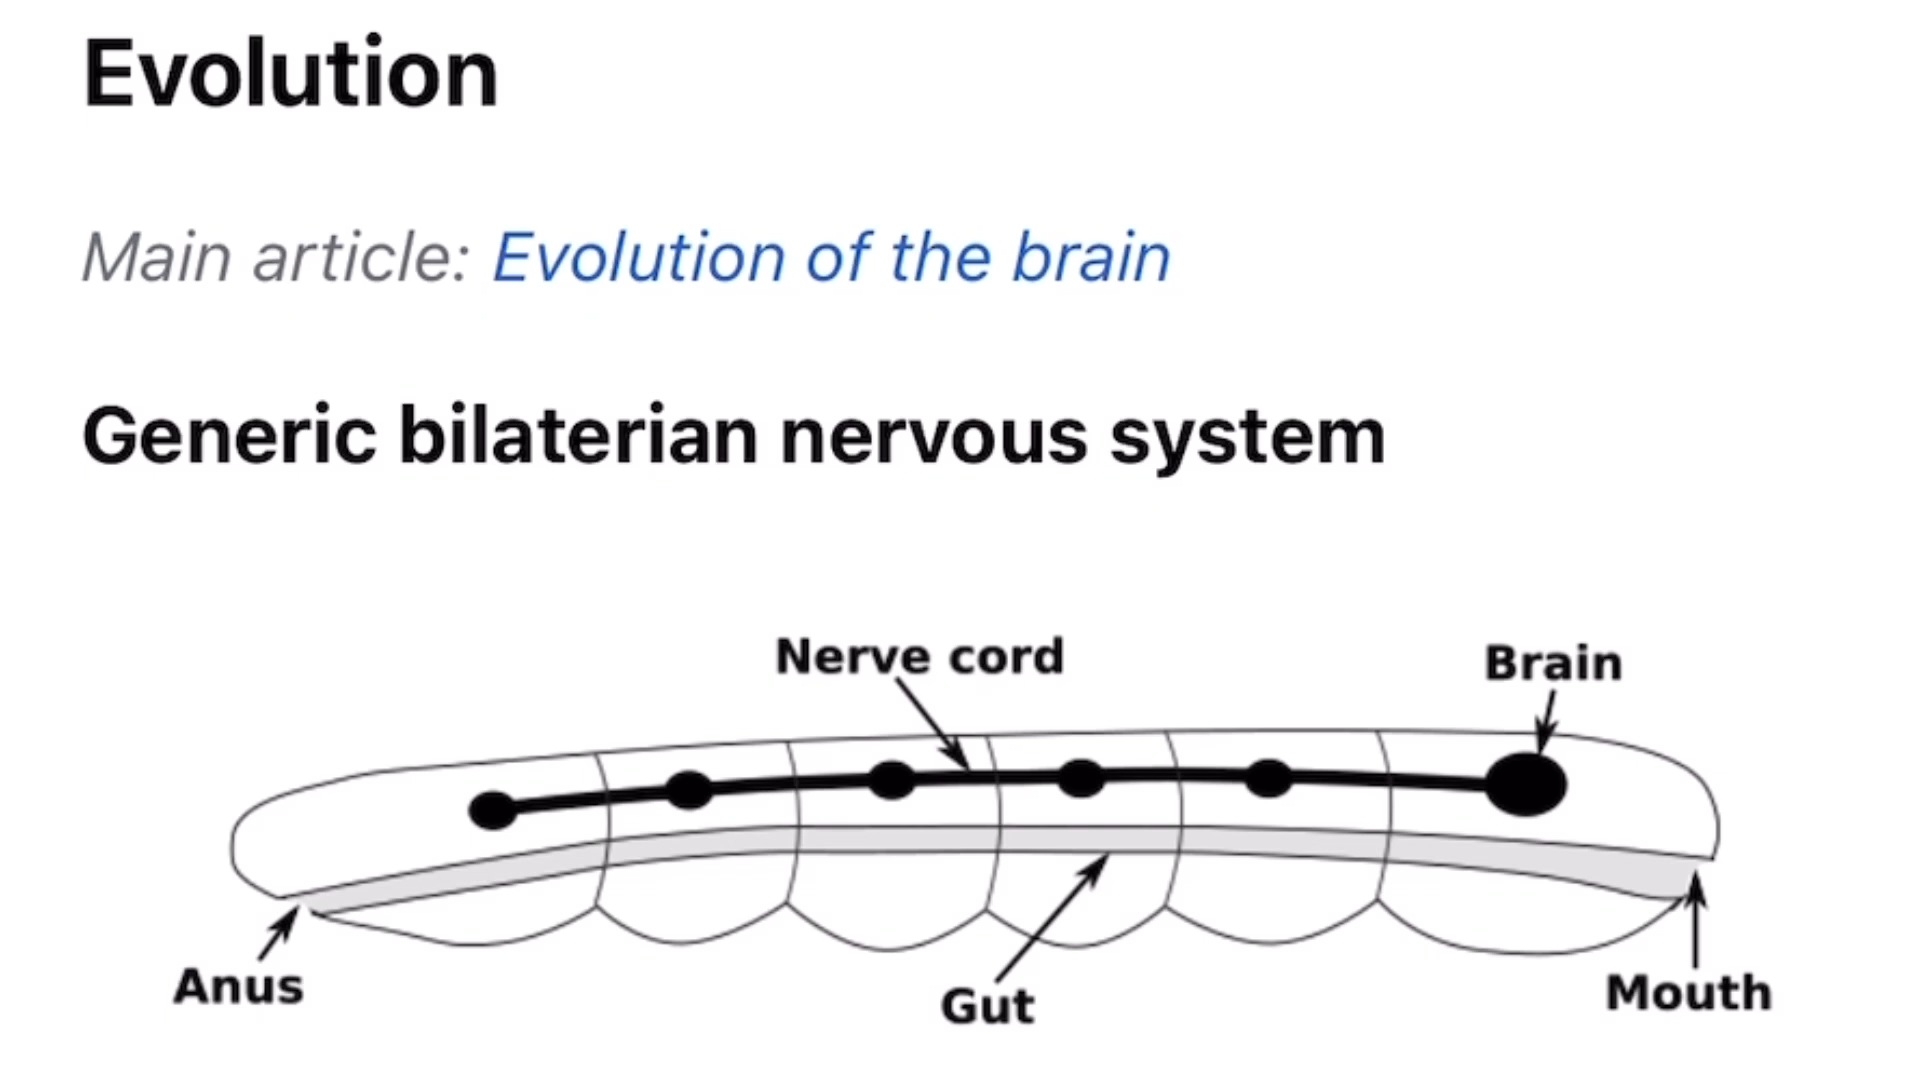 Evolution
Main article: Evolution of the brain
Generic bilaterian nervous system
Nerve cord
Brain
Anus
Gut
Mouth